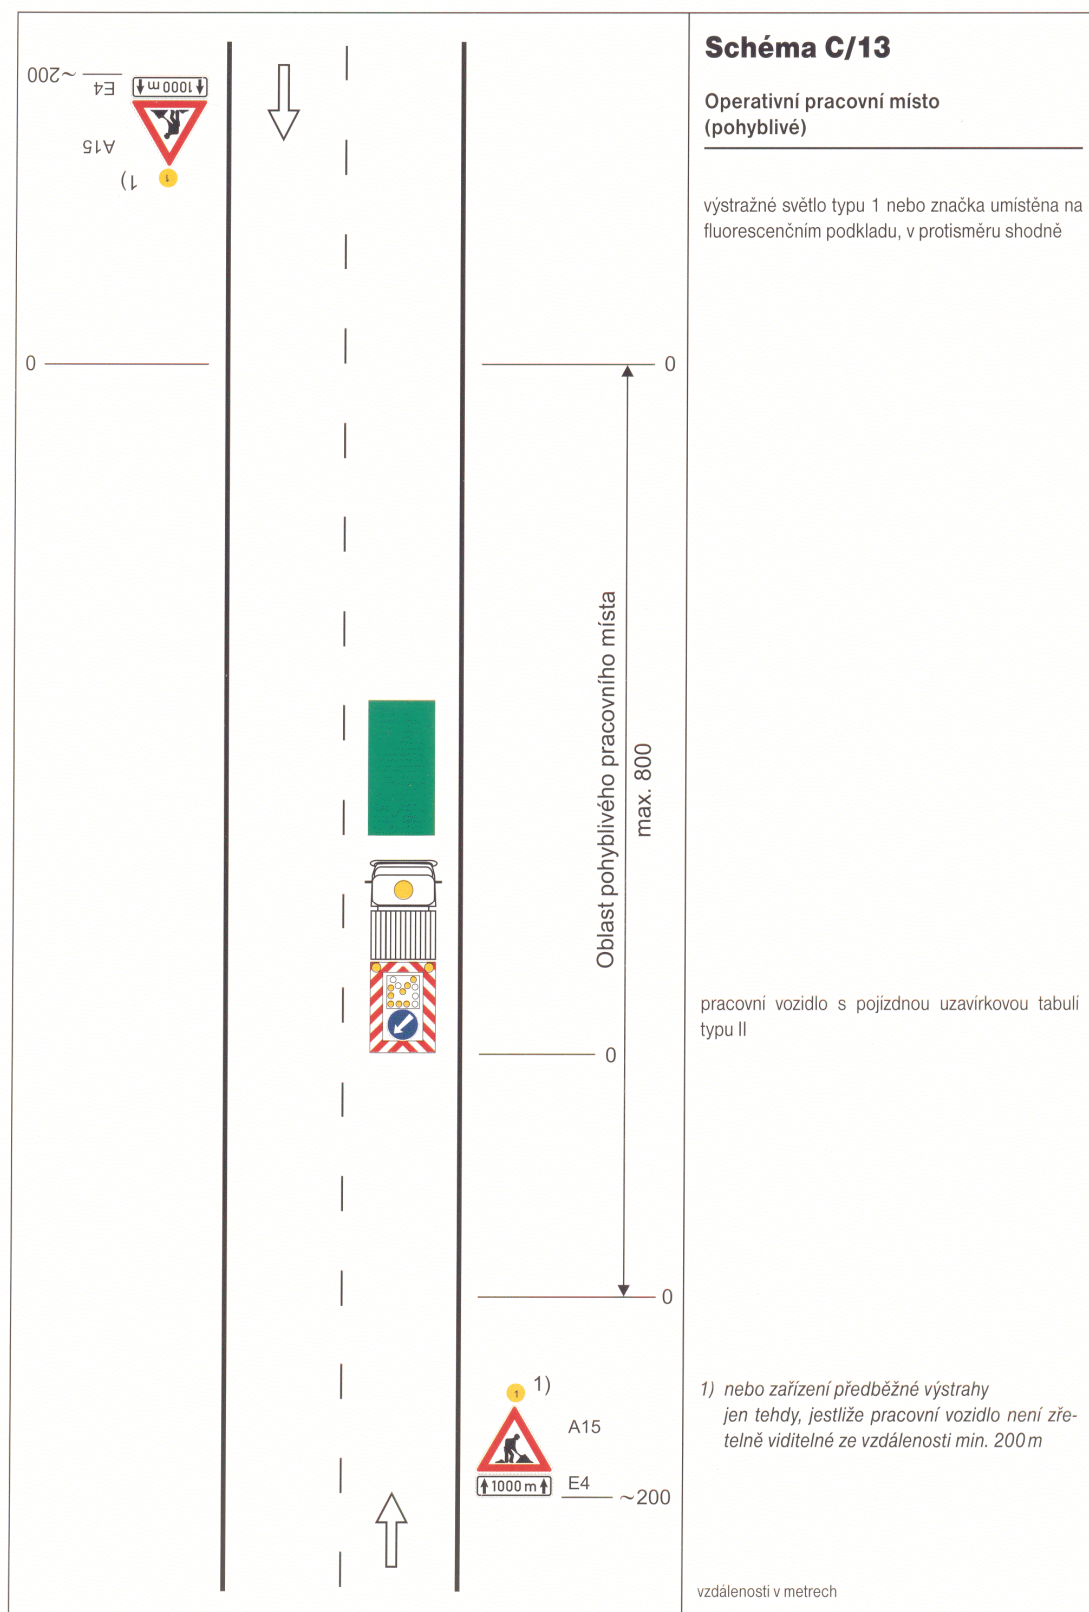 Schéma C/13
Operativní pracovní místo
(pohyblivé)
výstražné světlo typu 1 nebo značka umístěna na
fluorescenčním podkladu, v protisměru shodně
~200
E4
1000 m
A15
1)
1
0
0
Oblast pohyblivého pracovního místa
max. 800
pracovní vozidlo s pojízdnou uzavírkovou tabulí
typu II
0
0
1
1)
A15
1000 m
E4
~200
1) nebo zařízení předběžné výstrahy
jen tehdy, jestliže pracovní vozidlo není zře-
telně viditelné ze vzdálenosti min. 200 m
vzdálenosti v metrech